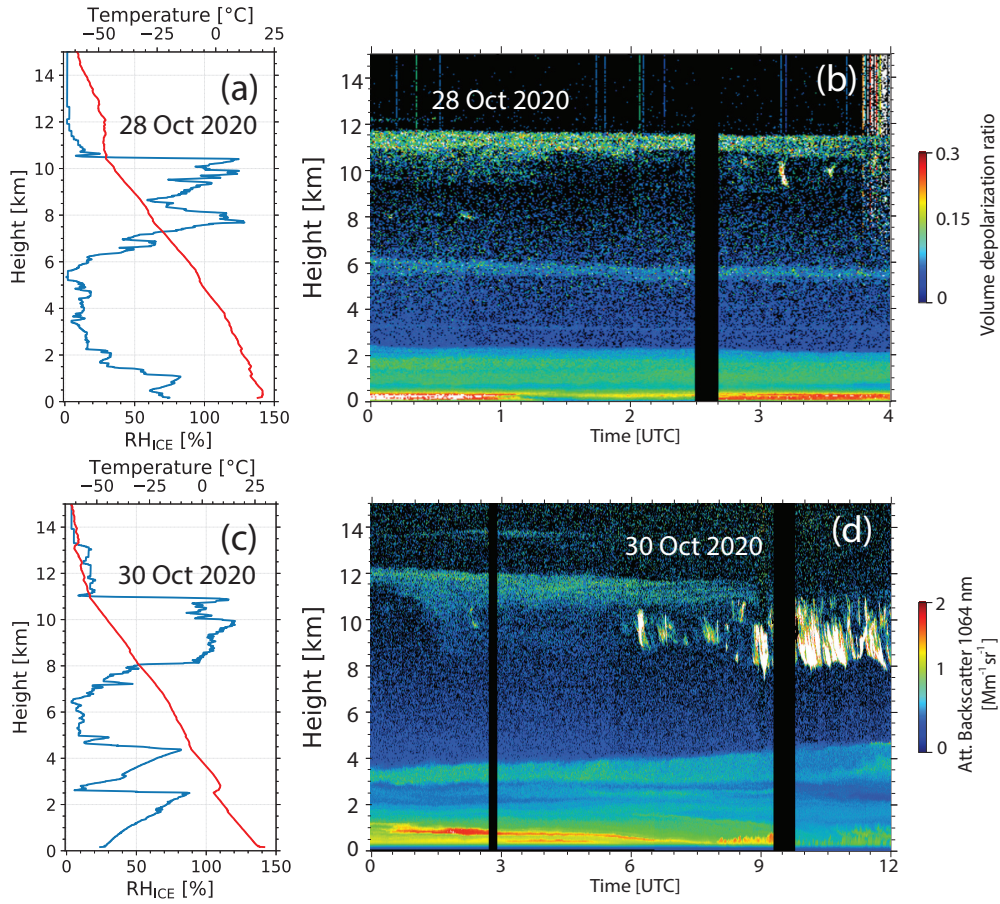 Temperature [°C]
−50 −25 0 20
14
12
10
8
6
4
2
0
Height [km]
(a)
28 Oct 2020
0 50 100 150
RH_ICE [%]
14
12
10
8
6
4
2
0
Height [km]
(b)
28 Oct 2020
0 1 2 3 4
Time [UTC]
0.3
0.15
0
Volume depolarization ratio
Temperature [°C]
−50 −25 0 25
14
12
10
8
6
4
2
0
Height [km]
(c)
30 Oct 2020
0 50 100 150
RH_ICE [%]
14
12
10
8
6
4
2
0
Height [km]
(d)
30 Oct 2020
0 3 6 9 12
Time [UTC]
2
1
0
Att. Backscatter 1064 nm
[Mm⁻¹ sr⁻¹]